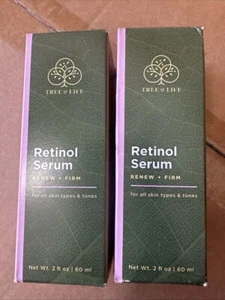 TREE of LIFE
Retinol
Serum
RENEW • FIRM
for all skin types & tones
Net Wt. 2 fl oz | 60 ml
TREE of LIFE
Retinol
Serum
RENEW • FIRM
for all skin types & tones
Net Wt. 2 fl oz | 60 ml